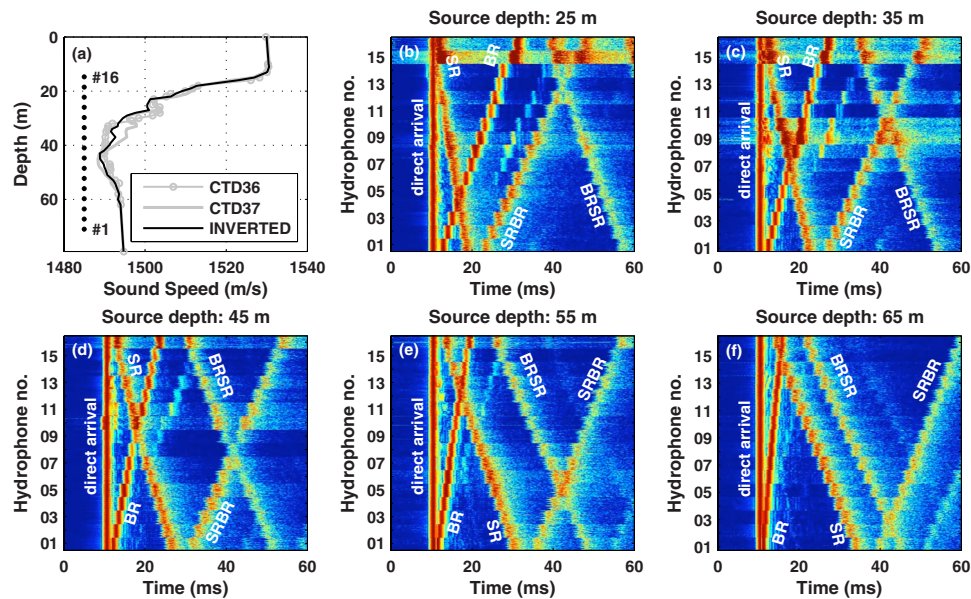 Source depth: 25 m
Source depth: 35 m
(a)
#16
#1
CTD36
CTD37
INVERTED
0
20
40
60
Depth (m)
1480
1500
1520
1540
Sound Speed (m/s)
(b)
direct arrival
SR
BR
SRBR
BRSR
15
13
11
09
07
05
03
01
Hydrophone no.
0
20
40
60
Time (ms)
(c)
direct arrival
SR
BR
SRBR
BRSR
15
13
11
09
07
05
03
01
Hydrophone no.
0
20
40
60
Time (ms)
Source depth: 45 m
Source depth: 55 m
Source depth: 65 m
(d)
direct arrival
SR
BR
BRSR
SRBR
15
13
11
09
07
05
03
01
Hydrophone no.
0
20
40
60
Time (ms)
(e)
direct arrival
BR
SR
BRSR
SRBR
15
13
11
09
07
05
03
01
Hydrophone no.
0
20
40
60
Time (ms)
(f)
direct arrival
BR
SR
BRSR
SRBR
15
13
11
09
07
05
03
01
Hydrophone no.
0
20
40
60
Time (ms)